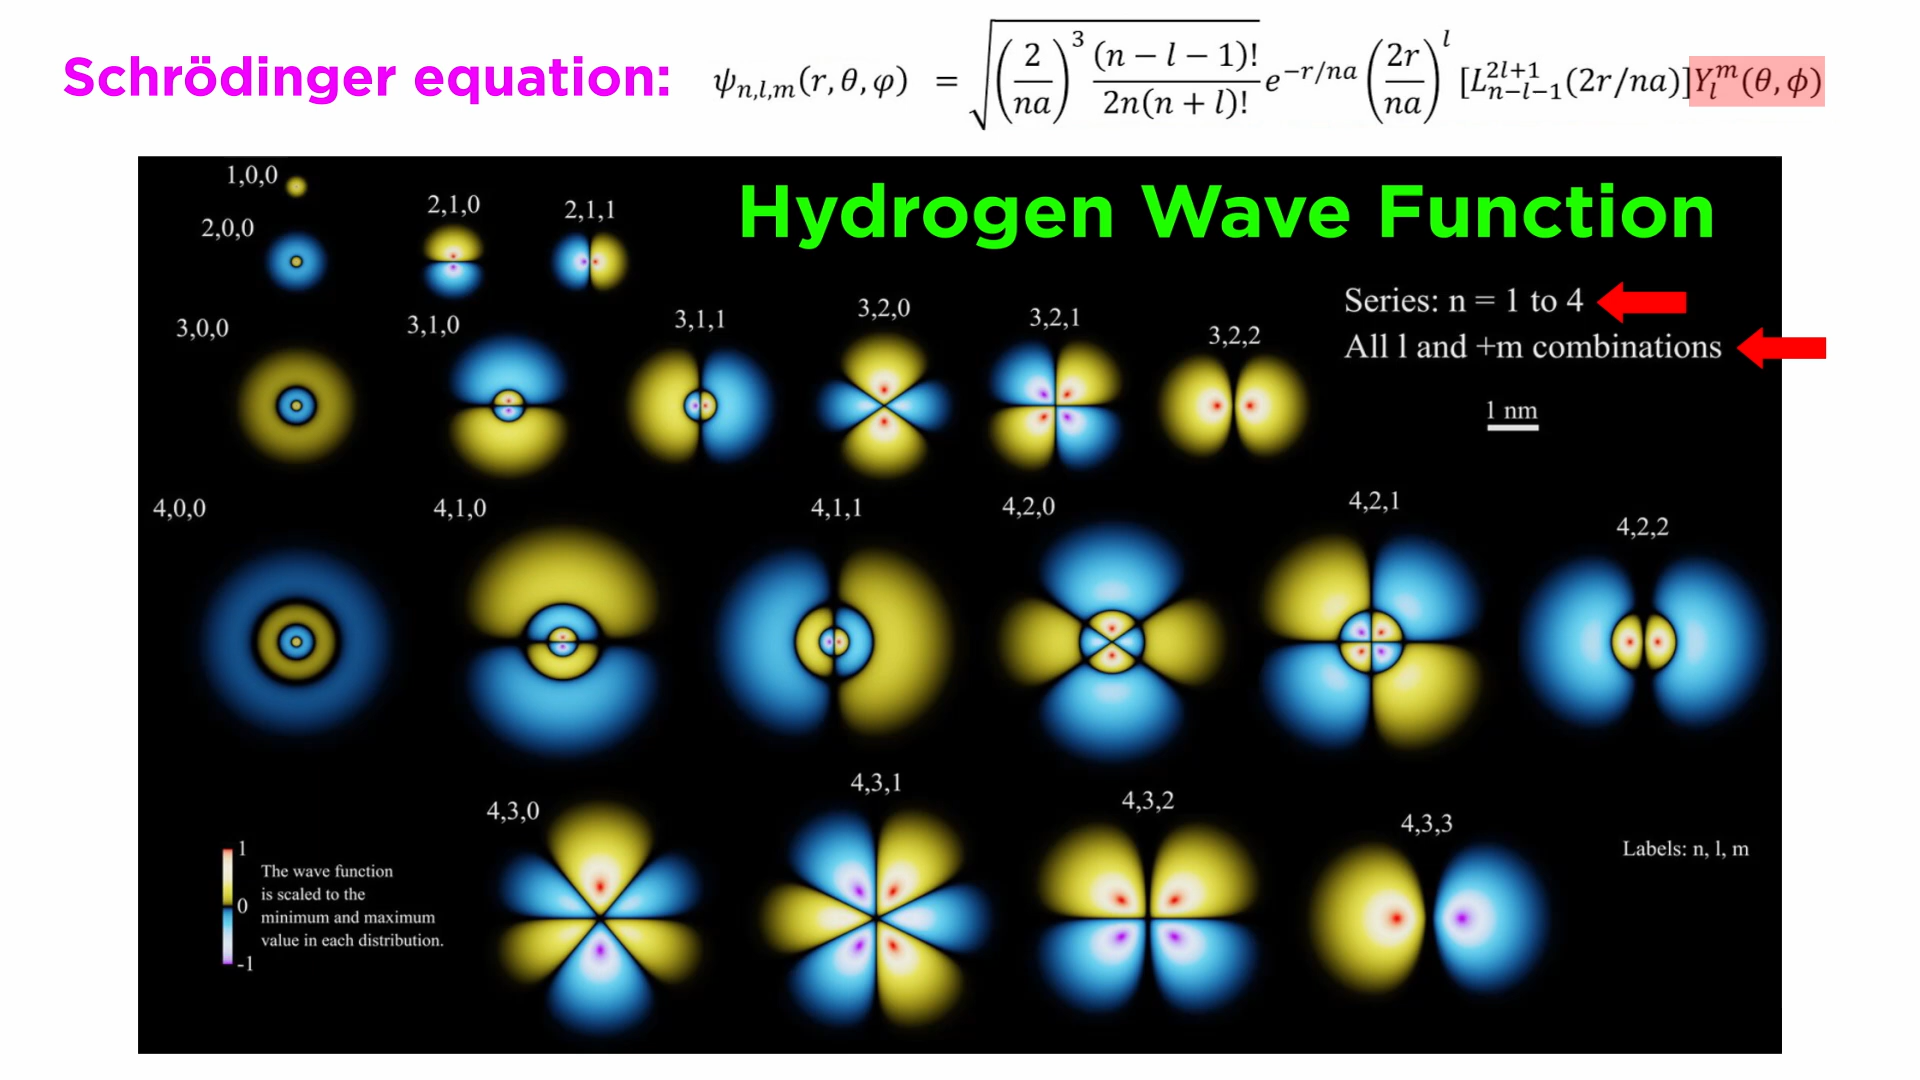 Schrödinger equation: ψn,l,m(r, θ, φ) = √((2/na)³ (n − l − 1)!/2n(n + l)!) e^−r/na (2r/na)^l [L^2l+1_n−l−1(2r/na)]Y_l^m(θ, ϕ)
Hydrogen Wave Function
1,0,0
2,0,0
2,1,0
2,1,1
Series: n = 1 to 4
All l and +m combinations
1 nm
3,0,0
3,1,0
3,1,1
3,2,0
3,2,1
3,2,2
4,0,0
4,1,0
4,1,1
4,2,0
4,2,1
4,2,2
4,3,0
4,3,1
4,3,2
4,3,3
1
0
-1
The wave function
is scaled to the
minimum and maximum
value in each distribution.
Labels: n, l, m